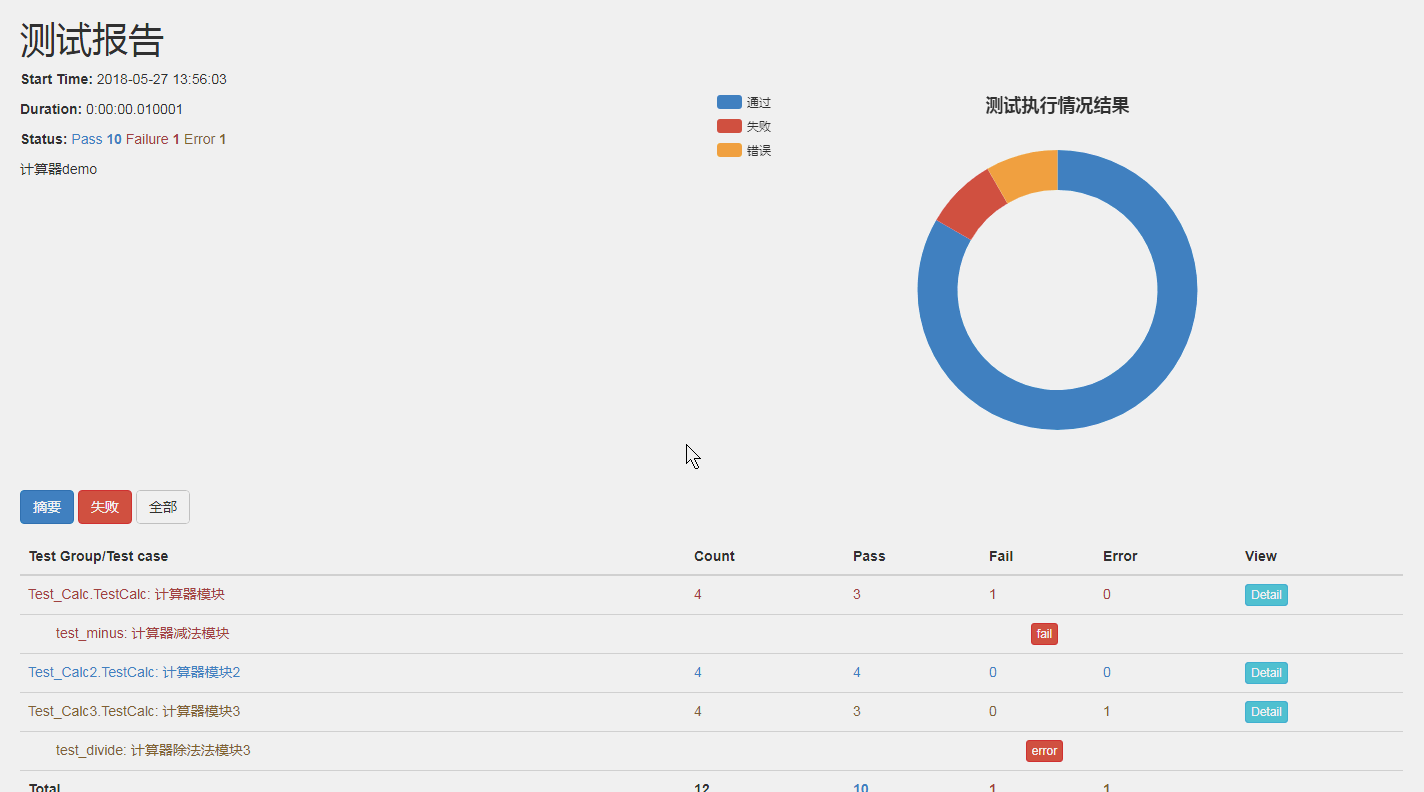 测试报告
Start Time: 2018-05-27 13:56:03
Duration: 0:00:00.010001
Status: Pass 10 Failure 1 Error 1
计算器demo
通过
失败
错误
测试执行情况结果
摘要 失败 全部
Test Group/Test case Count Pass Fail Error View
Test_Calc.TestCalc: 计算器模块 4 3 1 0 Detail
test_minus: 计算器减法模块 fail
Test_Calc2.TestCalc: 计算器模块2 4 4 0 0 Detail
Test_Calc3.TestCalc: 计算器模块3 4 3 0 1 Detail
test_divide: 计算器除法法模块3 error
Total 12 10 1 1